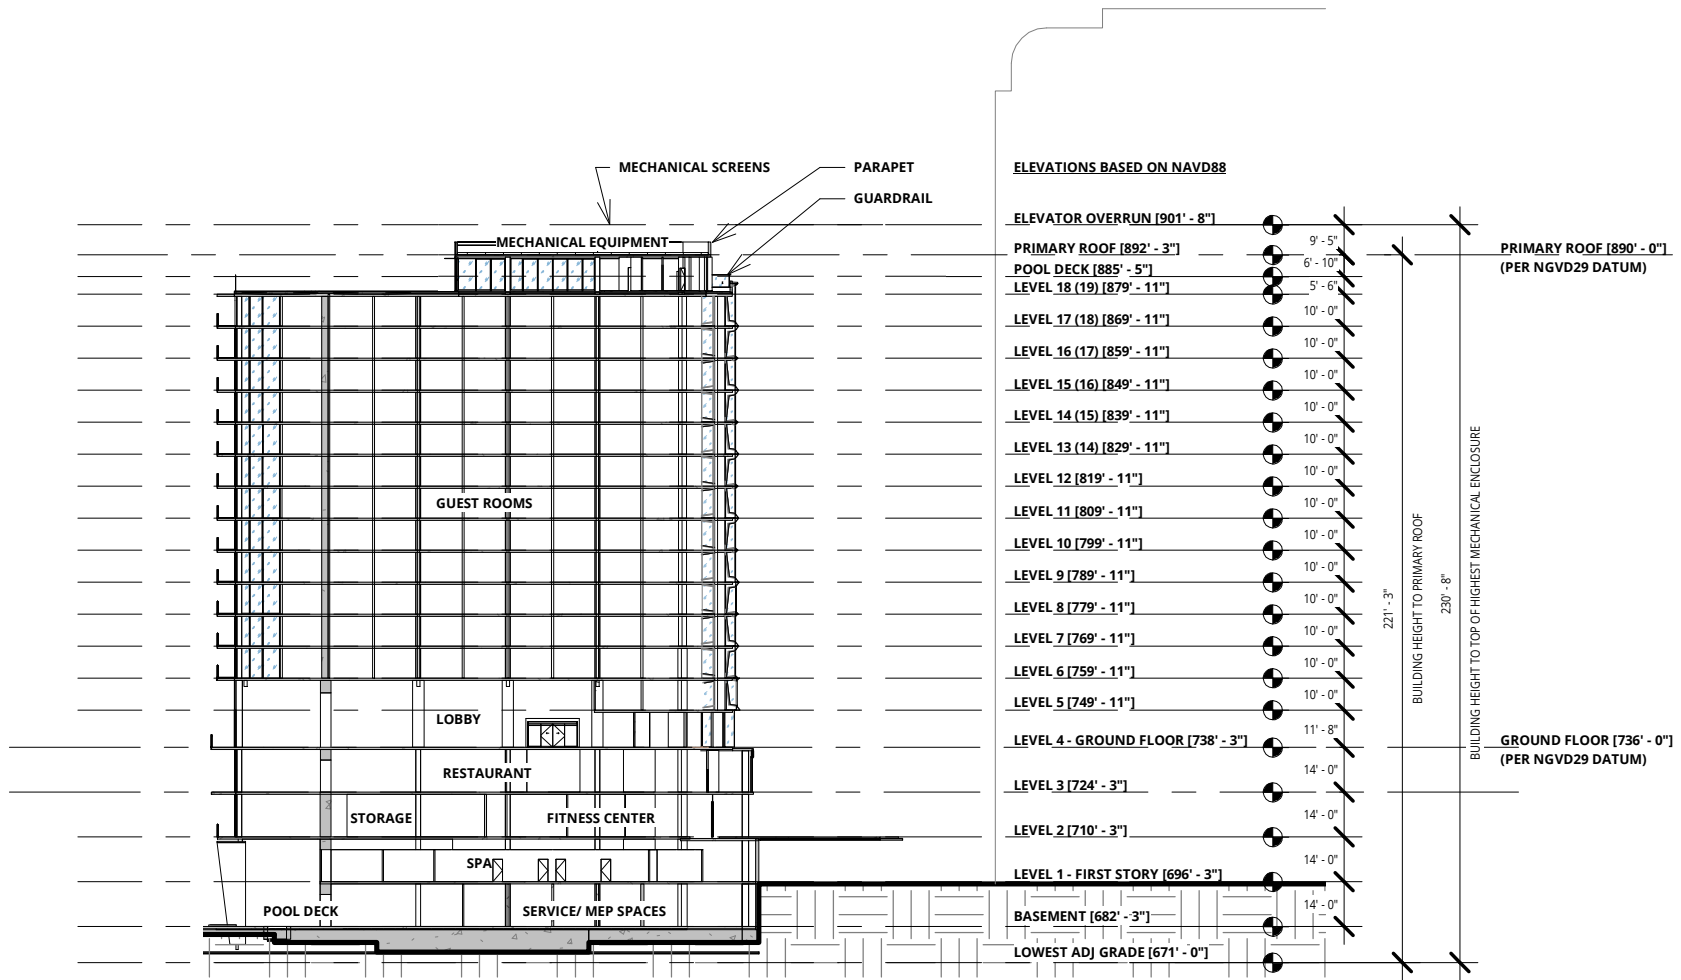 MECHANICAL SCREENS
PARAPET
GUARDRAIL
ELEVATIONS BASED ON NAVD88
ELEVATOR OVERRUN [901' - 8"]
9' - 5"
MECHANICAL EQUIPMENT
PRIMARY ROOF [892' - 3"]
6' - 10"
PRIMARY ROOF [890' - 0"]
(PER NGVD29 DATUM)
POOL DECK [885' - 5"]
5' - 6"
LEVEL 18 (19) [879' - 11"]
10' - 0"
LEVEL 17 (18) [869' - 11"]
10' - 0"
LEVEL 16 (17) [859' - 11"]
10' - 0"
LEVEL 15 (16) [849' - 11"]
10' - 0"
LEVEL 14 (15) [839' - 11"]
10' - 0"
LEVEL 13 (14) [829' - 11"]
10' - 0"
LEVEL 12 [819' - 11"]
10' - 0"
GUEST ROOMS
LEVEL 11 [809' - 11"]
10' - 0"
LEVEL 10 [799' - 11"]
10' - 0"
LEVEL 9 [789' - 11"]
10' - 0"
LEVEL 8 [779' - 11"]
10' - 0"
LEVEL 7 [769' - 11"]
10' - 0"
LEVEL 6 [759' - 11"]
10' - 0"
LEVEL 5 [749' - 11"]
11' - 8"
221' - 3"
BUILDING HEIGHT TO PRIMARY ROOF
230' - 8"
BUILDING HEIGHT TO TOP OF HIGHEST MECHANICAL ENCLOSURE
LOBBY
LEVEL 4 - GROUND FLOOR [738' - 3"]
14' - 0"
GROUND FLOOR [736' - 0"]
(PER NGVD29 DATUM)
RESTAURANT
LEVEL 3 [724' - 3"]
14' - 0"
STORAGE
FITNESS CENTER
LEVEL 2 [710' - 3"]
14' - 0"
SPA
LEVEL 1 - FIRST STORY [696' - 3"]
14' - 0"
POOL DECK
SERVICE/ MEP SPACES
BASEMENT [682' - 3"]
LOWEST ADJ GRADE [671' - 0"]